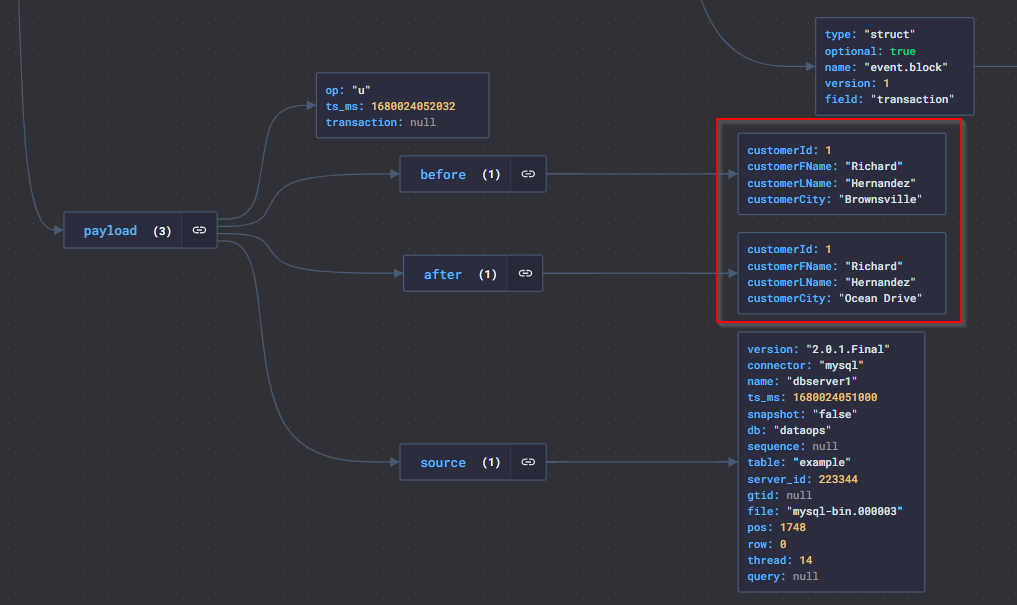 type: "struct"
optional: true
name: "event.block"
version: 1
field: "transaction"
op: "u"
ts_ms: 1680024052032
transaction: null
before (1)
customerId: 1
customerFName: "Richard"
customerLName: "Hernandez"
customerCity: "Brownsville"
payload (3)
after (1)
customerId: 1
customerFName: "Richard"
customerLName: "Hernandez"
customerCity: "Ocean Drive"
source (1)
version: "2.0.1.Final"
connector: "mysql"
name: "dbserver1"
ts_ms: 1680024051000
snapshot: "false"
db: "dataops"
sequence: null
table: "example"
server_id: 223344
gtid: null
file: "mysql-bin.000003"
pos: 1748
row: 0
thread: 14
query: null